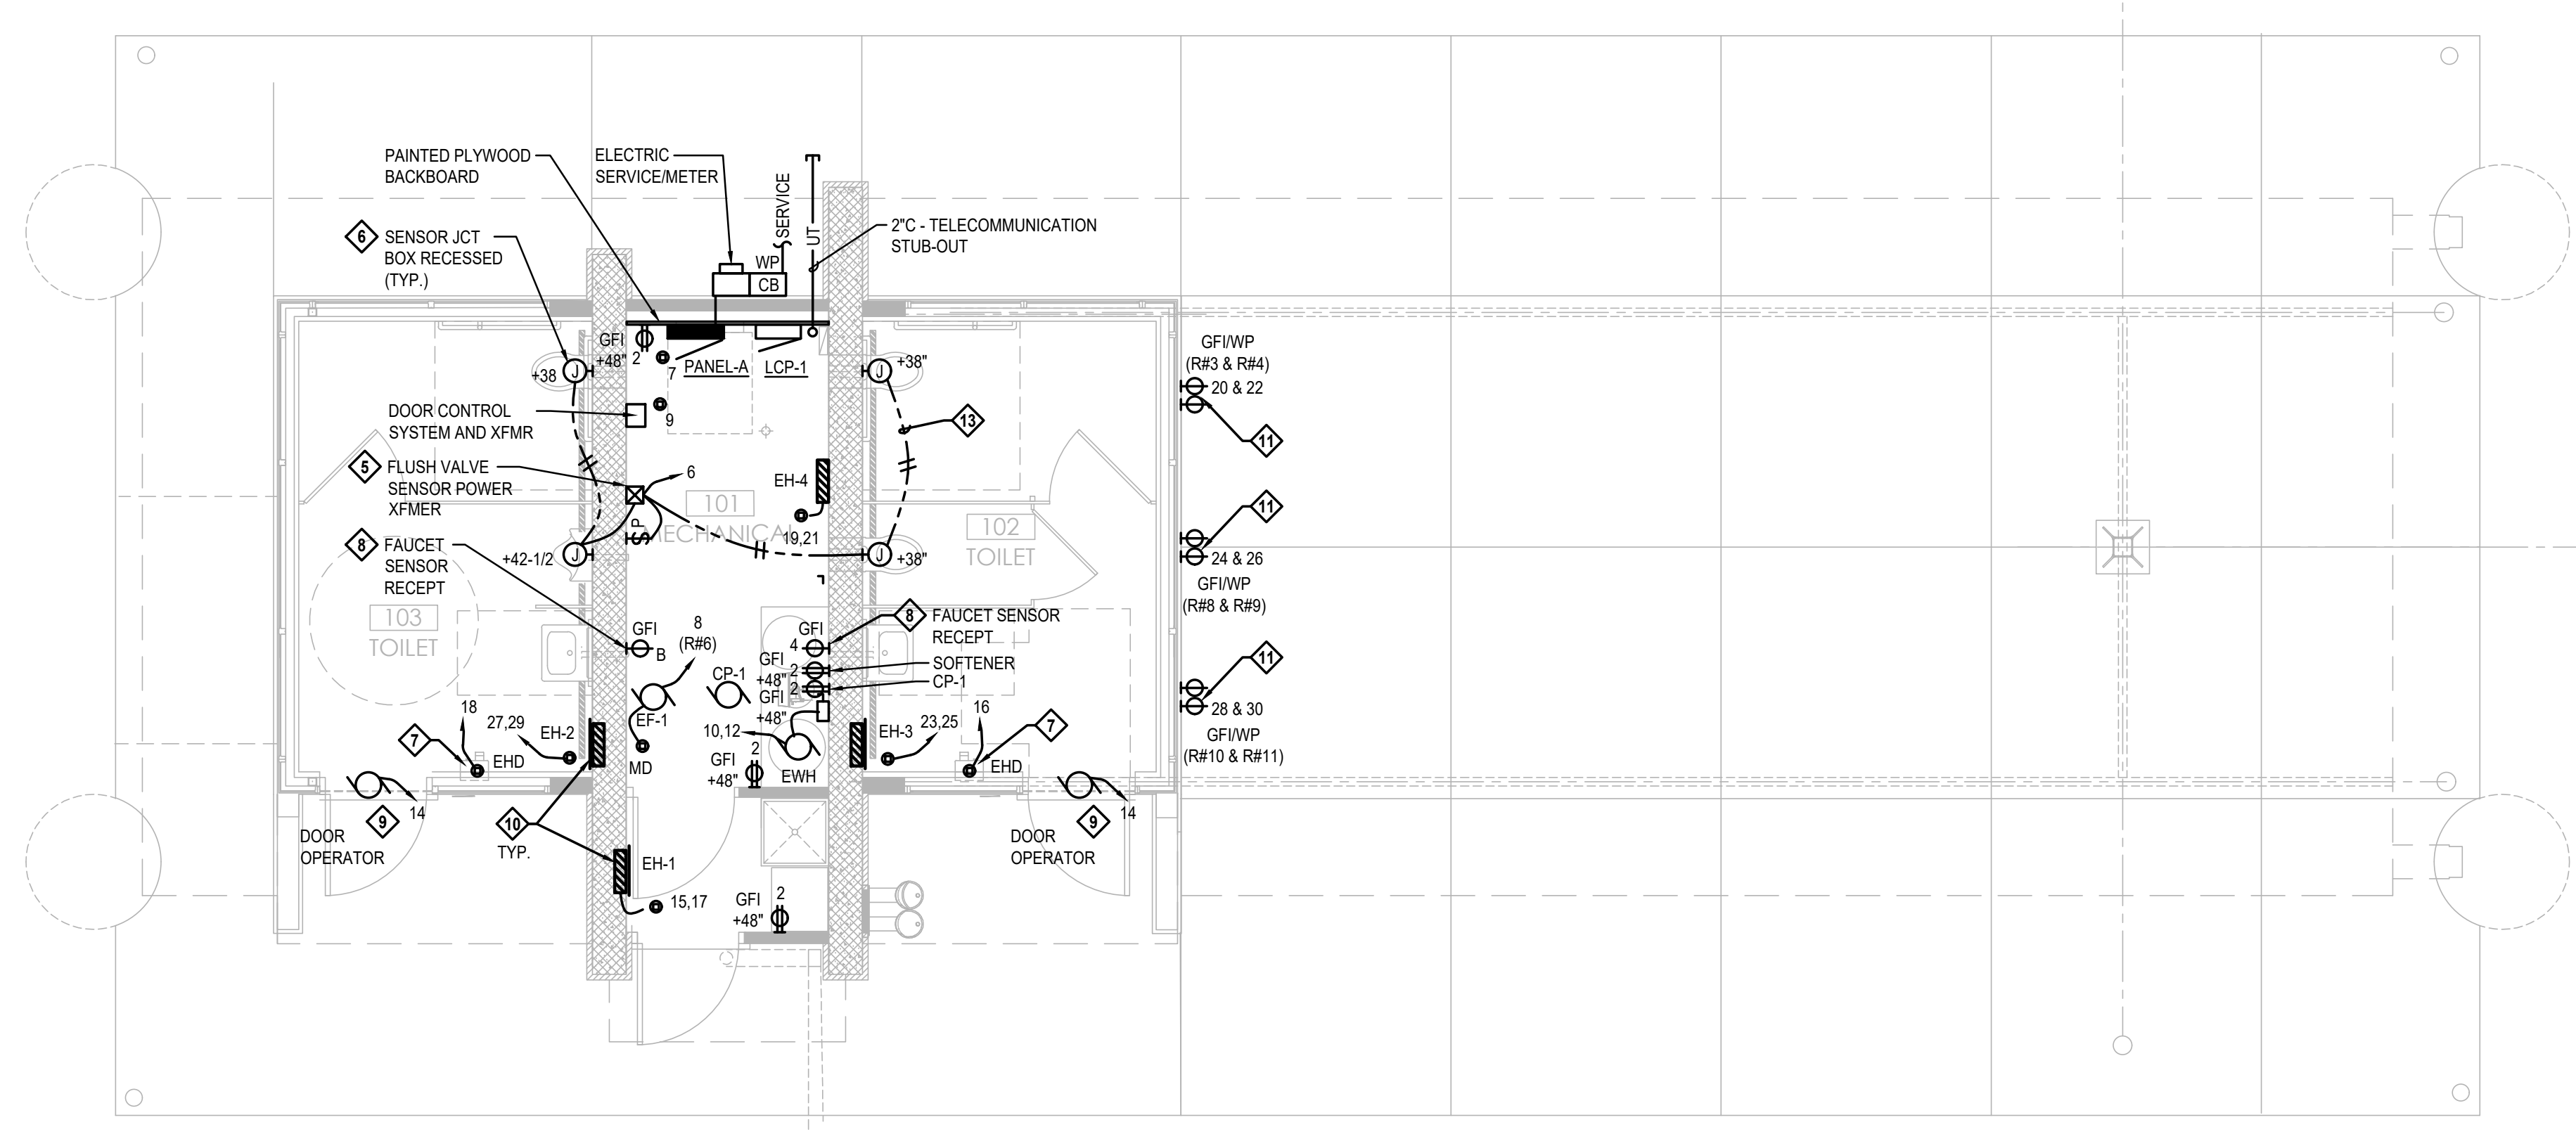 PAINTED PLYWOOD
BACKBOARD
ELECTRIC
SERVICE/METER
SERVICE
UT
2"C - TELECOMMUNICATION
STUB-OUT
6
SENSOR JCT
BOX RECESSED
(TYP.)
WP
CB
GFI
+48"
2
7
PANEL-A
LCP-1
J
+38
J
+38"
GFI/WP
(R#3 & R#4)
20 & 22
11
DOOR CONTROL
SYSTEM AND XFMR
9
13
5
FLUSH VALVE
SENSOR POWER
XFMER
6
EH-4
101
MECHANICAL
19,21
P
S
102
TOILET
11
24 & 26
GFI/WP
(R#8 & R#9)
8
FAUCET
SENSOR
RECEPT
J
+42-1/2
J
+38"
103
TOILET
GFI
B
8
(R#6)
GFI
4
8
FAUCET SENSOR
RECEPT
GFI
+48"
2
SOFTENER
2
CP-1
GFI
+48"
CP-1
EF-1
11
28 & 30
GFI/WP
(R#10 & R#11)
7
18
EHD
27,29
EH-2
MD
10,12
EWH
EH-3
23,25
16
EHD
7
GFI
+48"
2
14
9
DOOR
OPERATOR
10
TYP.
14
9
DOOR
OPERATOR
EH-1
15,17
GFI
+48"
2